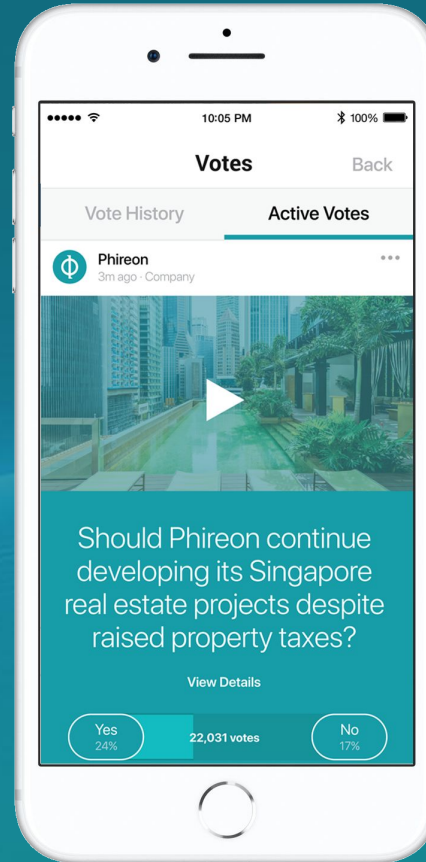 10:05 PM
100%
Votes
Back
Vote History
Active Votes
Phireon
3m ago · Company
Should Phireon continue
developing its Singapore
real estate projects despite
raised property taxes?
View Details
Yes
24%
22,031 votes
No
17%